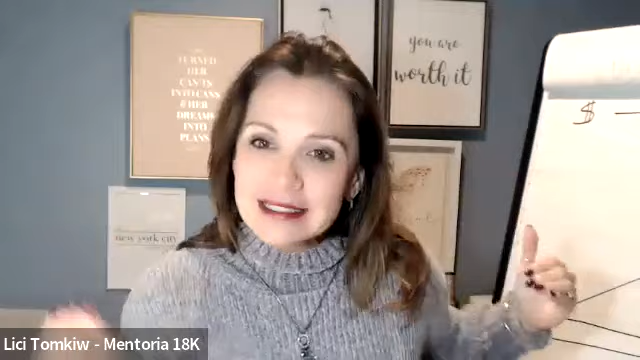 TURNED
HER
CAN'TS
INTO CANS
& HER
DREAMS
INTO
PLANS.
you are
worth it
$
new york city
Lici Tomkiw - Mentoria 18K